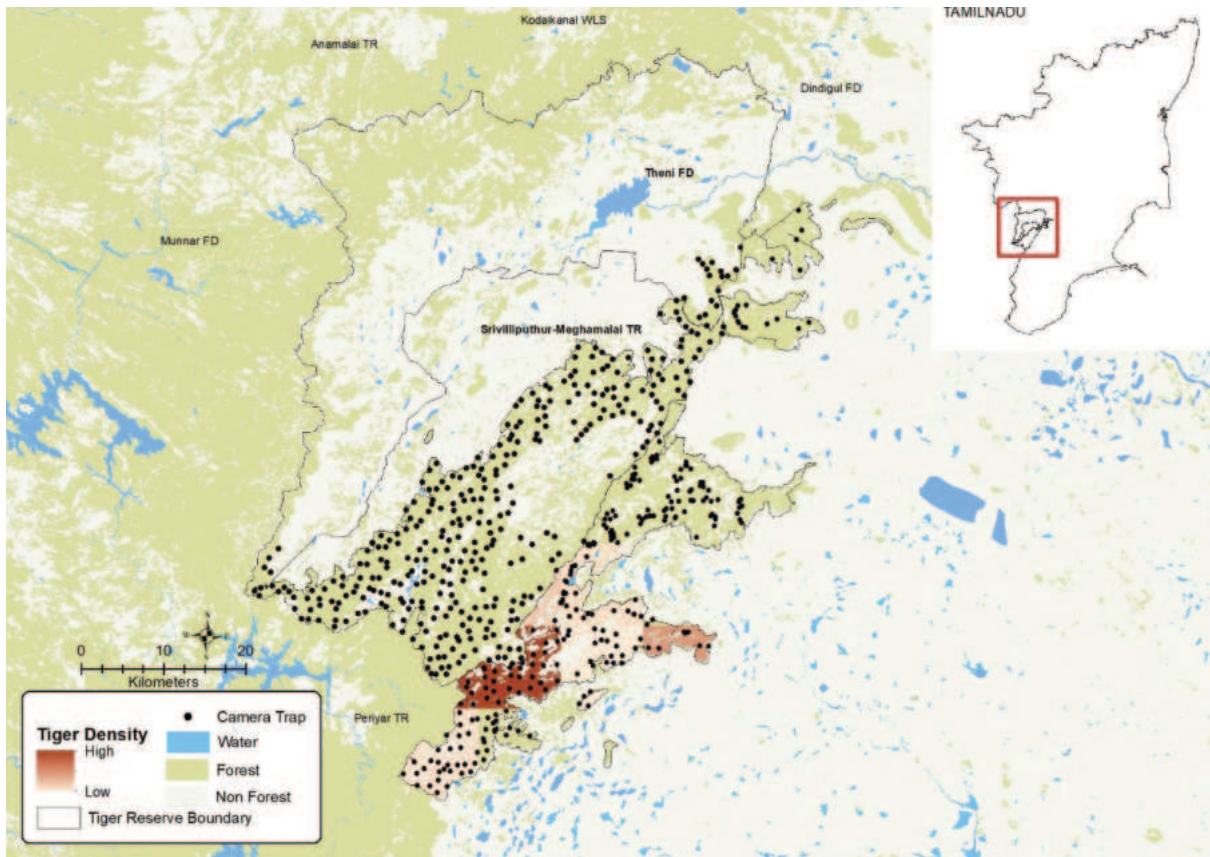 TAMILNADU
Kodaikanal WLS
Anamalai TR
Dindigul FD
Theni FD
Munnar FD
Srivilliputhur-Meghamalai TR
0 10 20
Kilometers
Periyar TR
Tiger Density
High
Low
Camera Trap
Water
Forest
Non Forest
Tiger Reserve Boundary